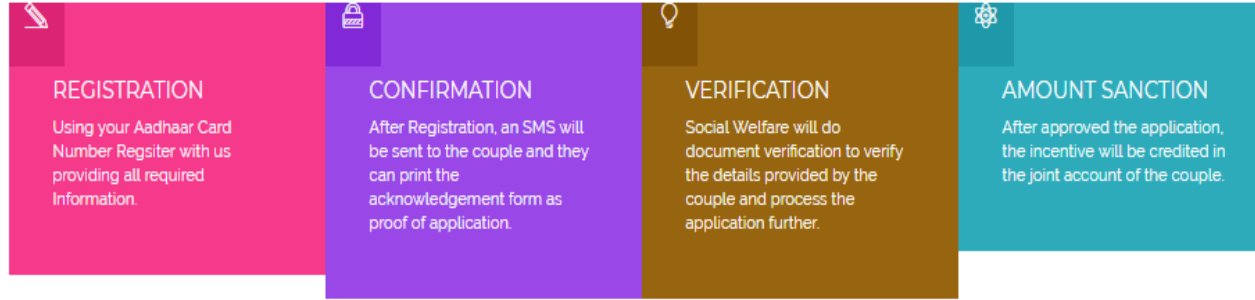 REGISTRATION
Using your Aadhaar Card
Number Regsiter with us
providing all required
Information.
CONFIRMATION
After Registration, an SMS will
be sent to the couple and they
can print the
acknowledgement form as
proof of application.
VERIFICATION
Social Welfare will do
document verification to verify
the details provided by the
couple and process the
application further.
AMOUNT SANCTION
After approved the application,
the incentive will be credited in
the joint account of the couple.